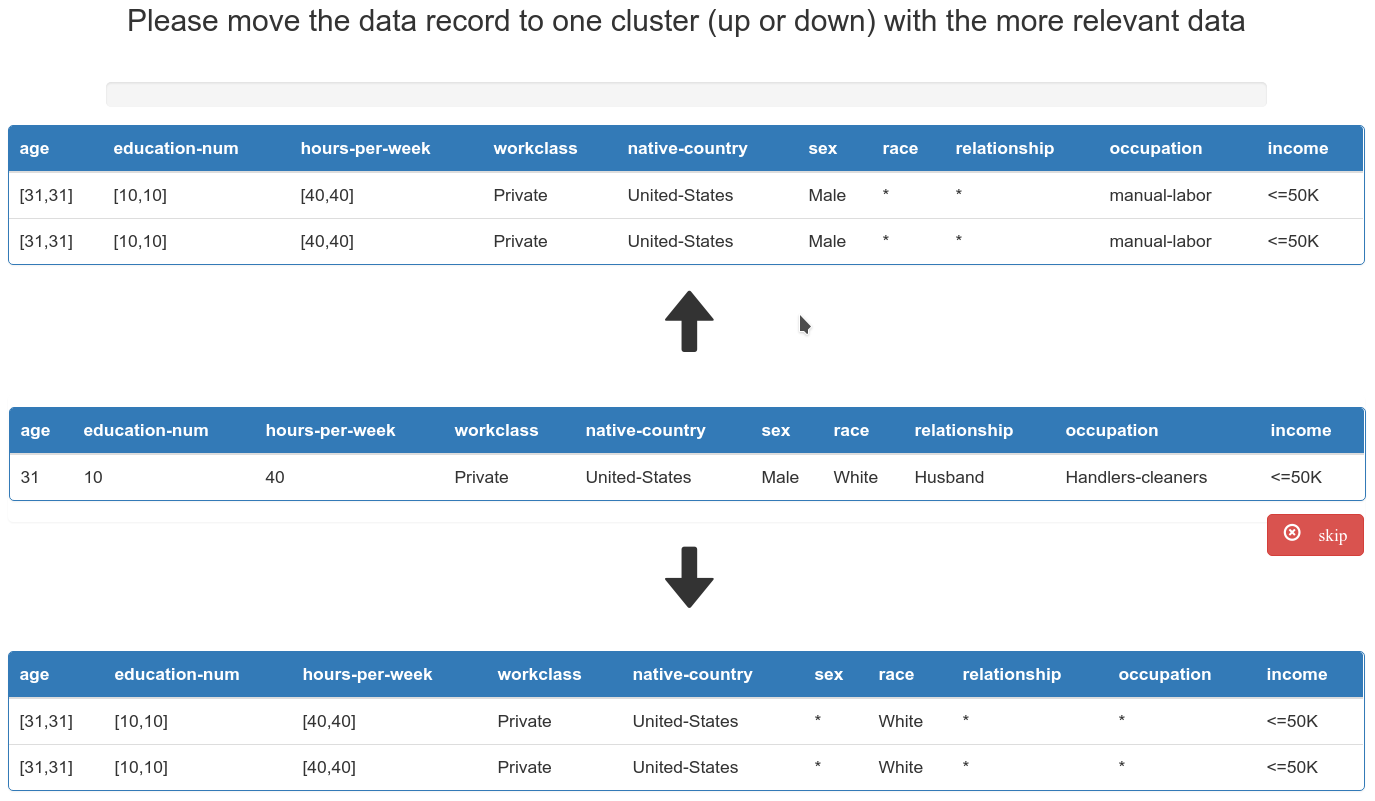 Please move the data record to one cluster (up or down) with the more relevant data
age education-num hours-per-week workclass native-country sex race relationship occupation income
[31,31] [10,10] [40,40] Private United-States Male * * manual-labor <=50K
[31,31] [10,10] [40,40] Private United-States Male * * manual-labor <=50K
age education-num hours-per-week workclass native-country sex race relationship occupation income
31 10 40 Private United-States Male White Husband Handlers-cleaners <=50K
skip
age education-num hours-per-week workclass native-country sex race relationship occupation income
[31,31] [10,10] [40,40] Private United-States * White * * <=50K
[31,31] [10,10] [40,40] Private United-States * White * * <=50K